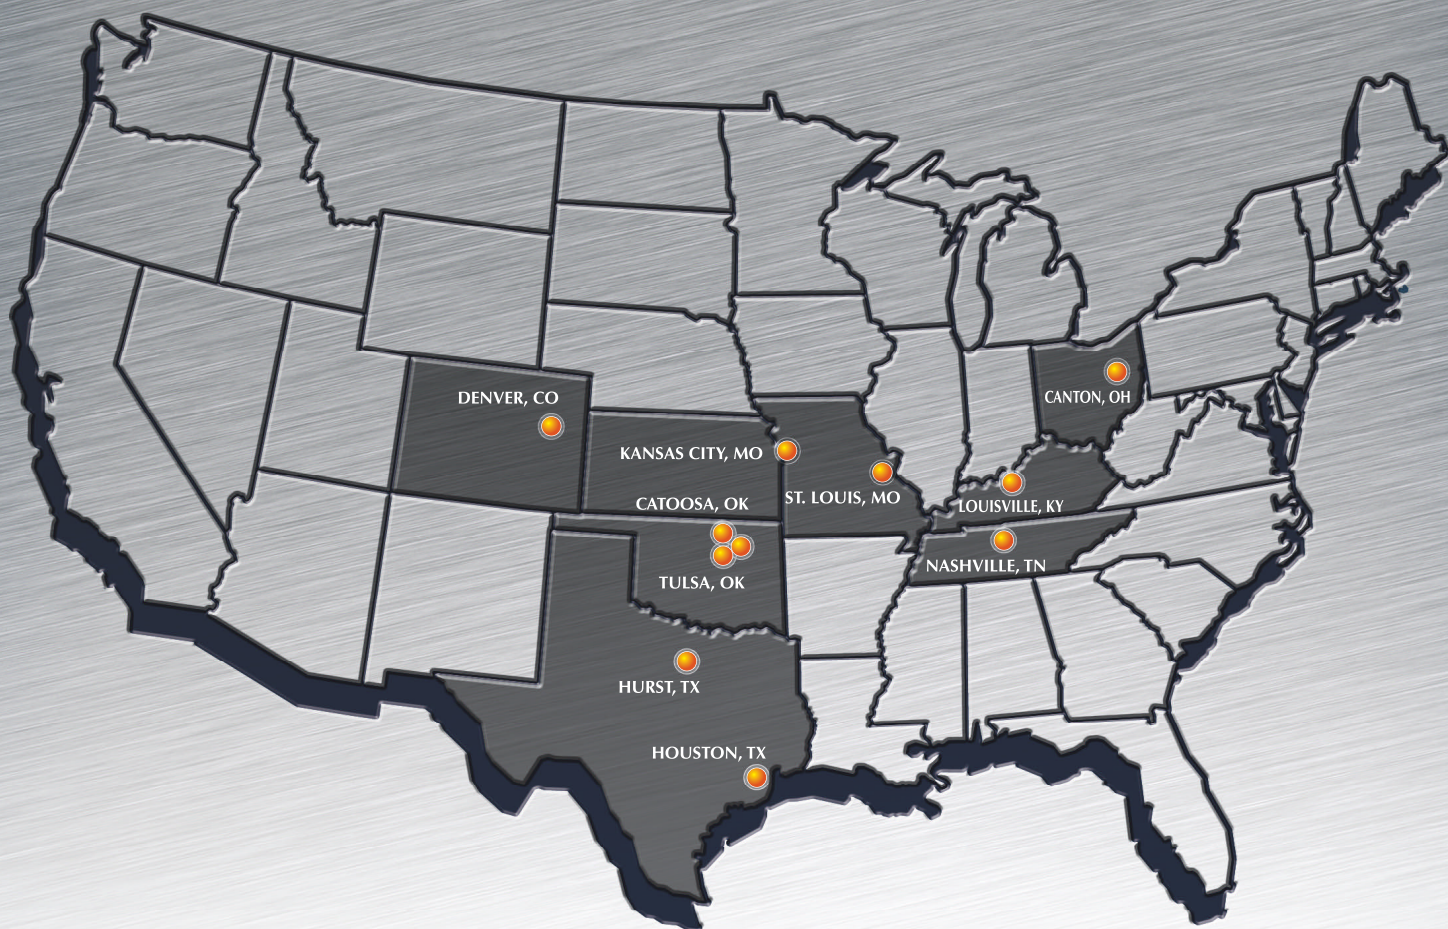 CANTON, OH
DENVER, CO
KANSAS CITY, MO
ST. LOUIS, MO
CATOOSA, OK
LOUISVILLE, KY
NASHVILLE, TN
TULSA, OK
HURST, TX
HOUSTON, TX